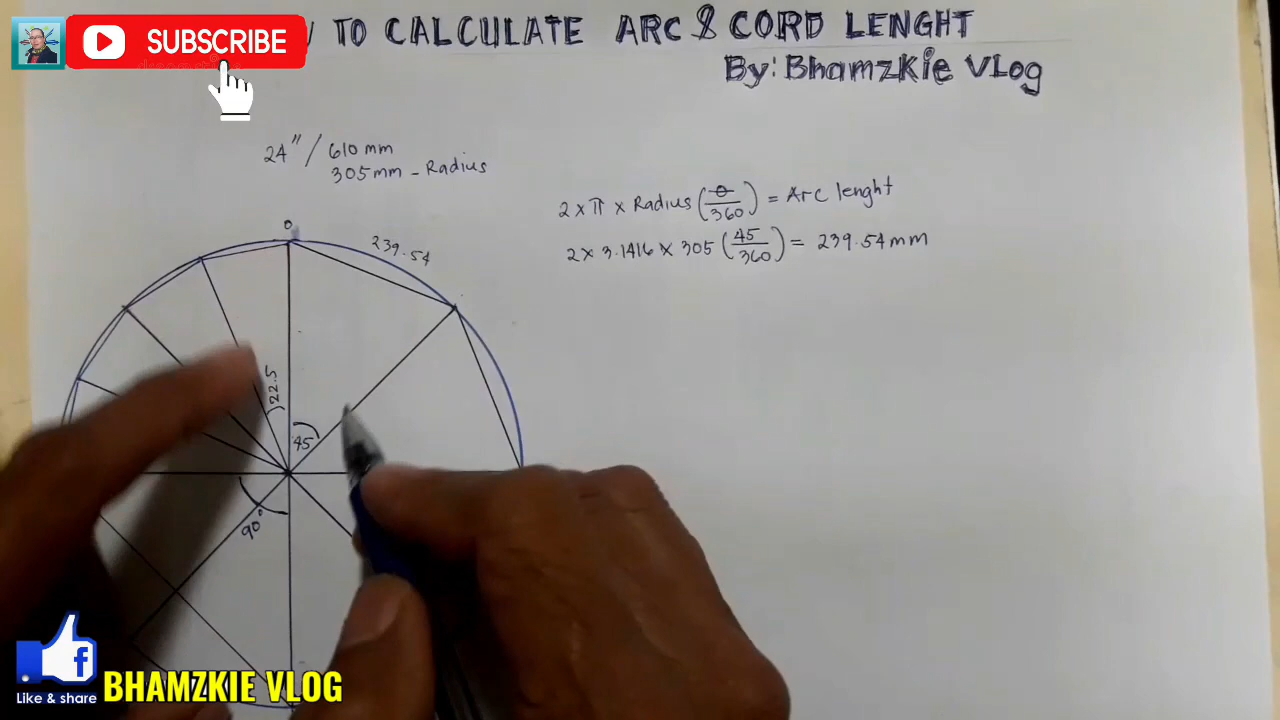 SUBSCRIBE
TO CALCULATE ARC & CORD LENGHT
By: Bhamzkie VLog
24" / 610 mm
305mm - Radius
2 x π x Radius (θ/360) = Arc lenght
2 x 3.1416 x 305 (45/360) = 239.54 mm
0
239.54
22.5
45
90°
Like & share
BHAMZKIE VLOG